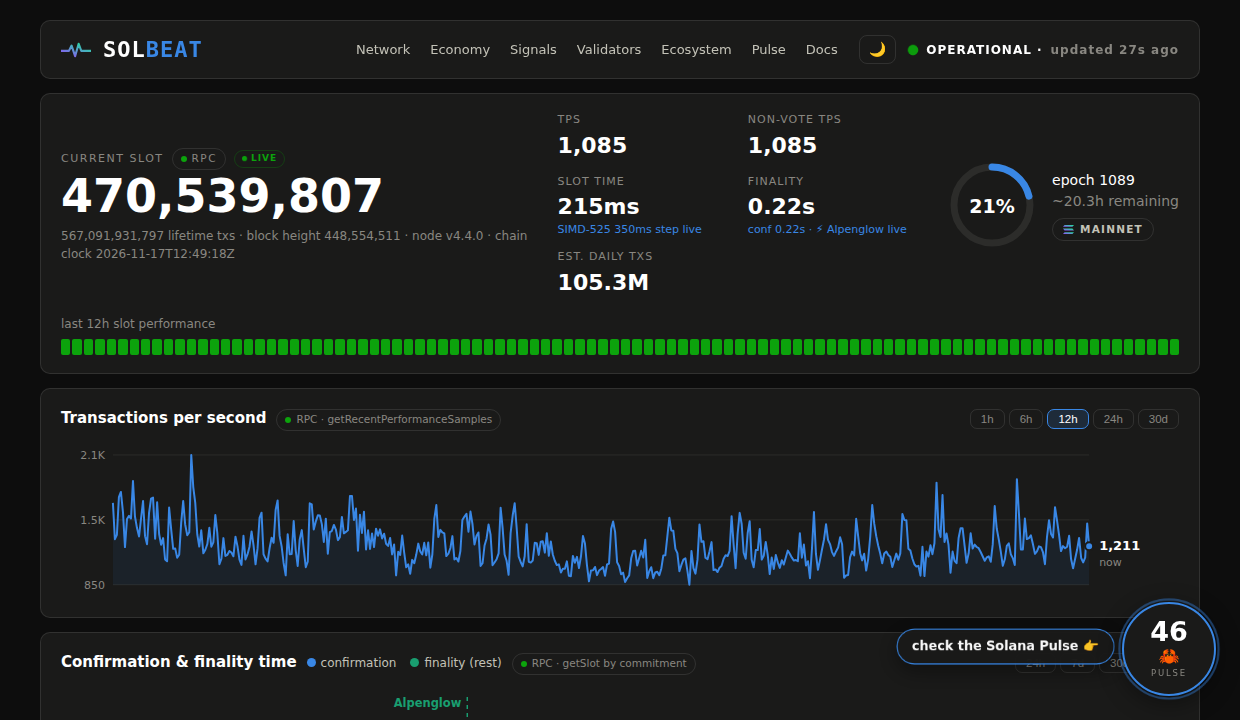 SOLBEAT
Network Economy Signals Validators Ecosystem Pulse Docs
OPERATIONAL · updated 27s ago
CURRENT SLOT RPC LIVE
470,539,807
567,091,931,797 lifetime txs · block height 448,554,511 · node v4.4.0 · chain
clock 2026-11-17T12:49:18Z
TPS
1,085
NON-VOTE TPS
1,085
SLOT TIME
215ms
SIMD-525 350ms step live
FINALITY
0.22s
conf 0.22s · ⚡ Alpenglow live
EST. DAILY TXS
105.3M
21%
epoch 1089
~20.3h remaining
MAINNET
last 12h slot performance
Transactions per second RPC · getRecentPerformanceSamples
1h 6h 12h 24h 30d
2.1K
1.5K
850
1,211
now
Confirmation & finality time confirmation finality (rest) RPC · getSlot by commitment
Alpenglow
check the Solana Pulse 👉
46
PULSE